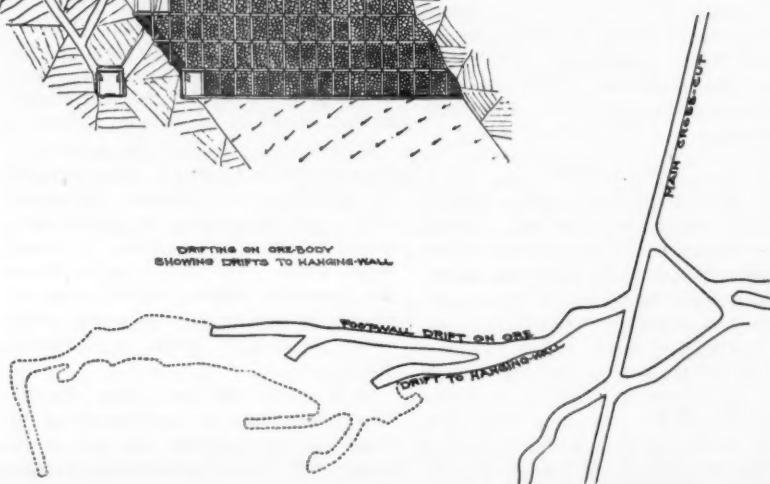 MAIN CROSS-CUT
DRIFTING ON ORE-BODY
SHOWING DRIFTS TO HANGING-WALL
FOOTWALL DRIFT ON ORE
DRIFT TO HANGING-WALL